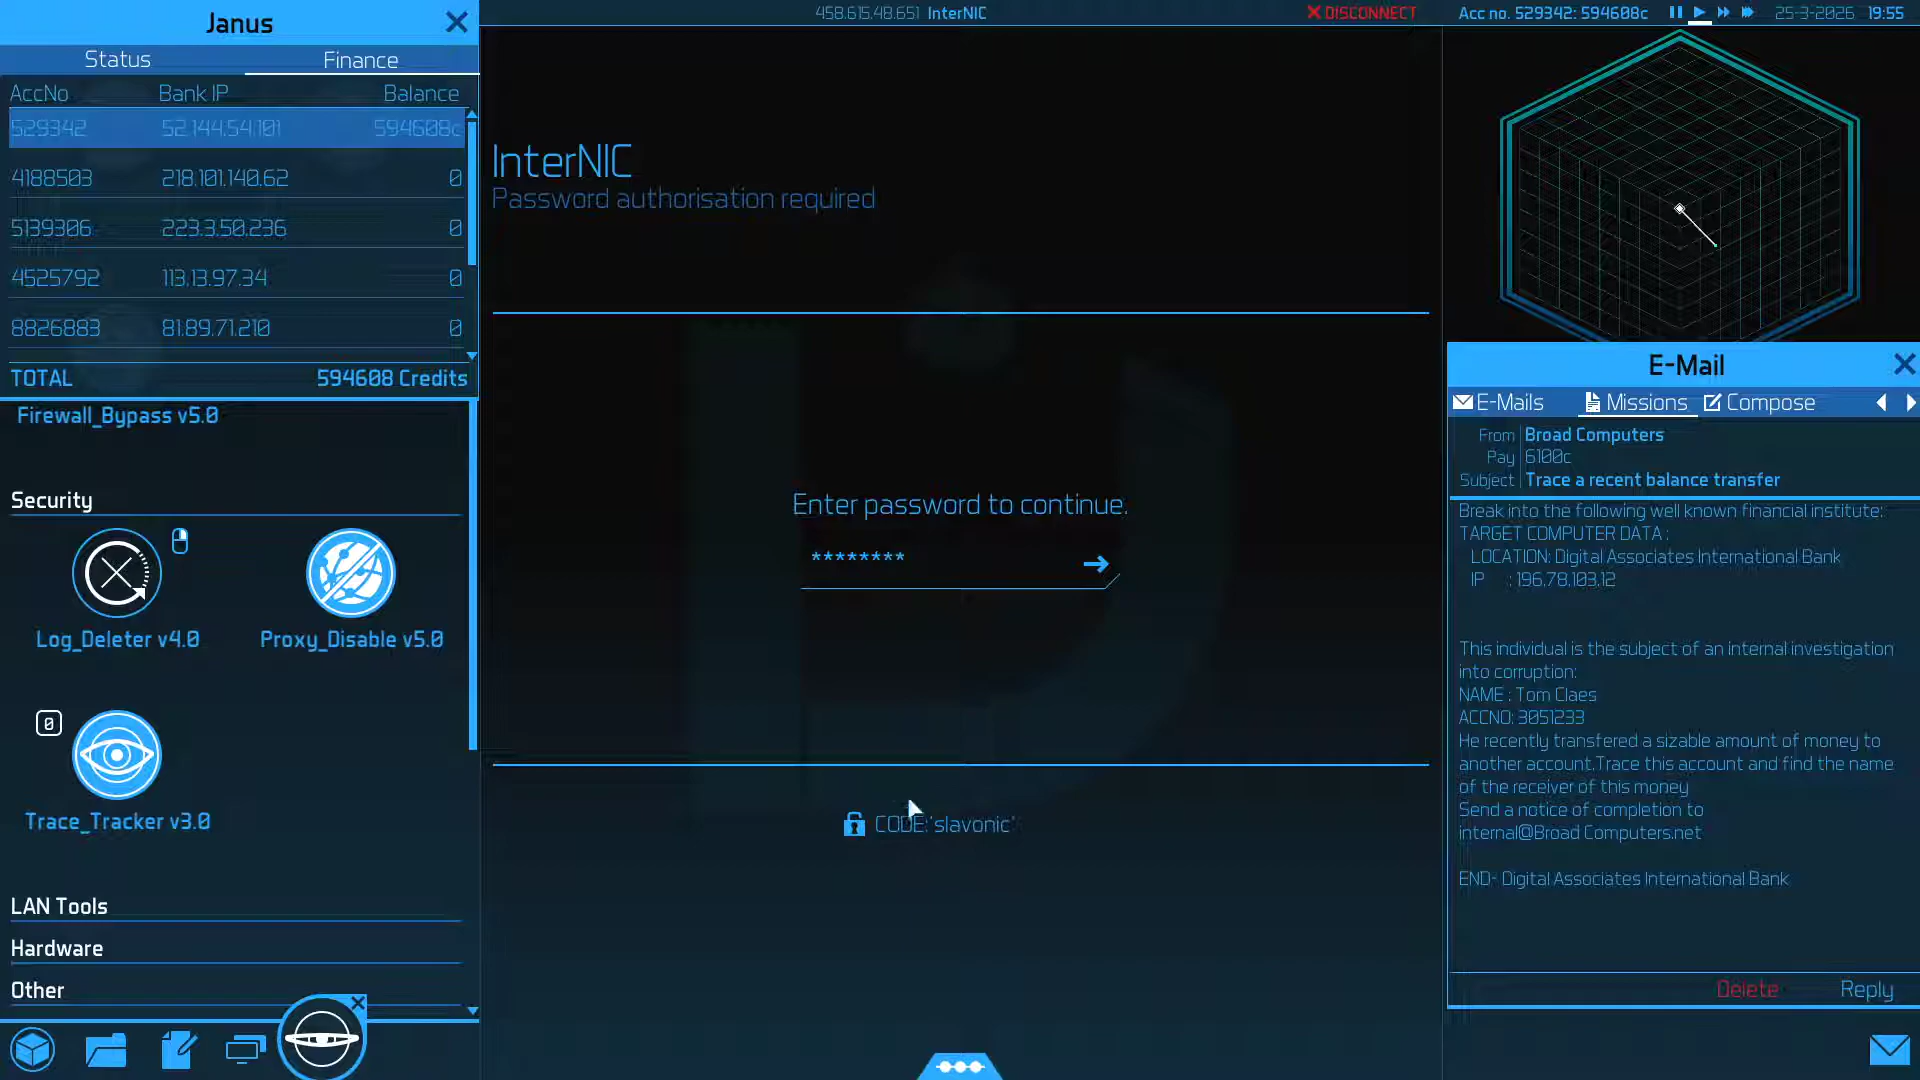 Janus
Status
Finance
AccNo
Bank IP
Balance
529342
52.144.54.101
594608c
4188503
218.101.140.62
0
5139306
223.3.50.236
0
4525792
113.13.97.34
0
8826883
81.89.71.210
0
TOTAL
594608 Credits
Firewall_Bypass v5.0
Security
Log_Deleter v4.0
Proxy_Disable v5.0
0
Trace_Tracker v3.0
LAN Tools
Hardware
Other
458.615.48.651 InterNIC
DISCONNECT
InterNIC
Password authorisation required
Enter password to continue.
********
CODE:'slavonic'
Acc no. 529342: 594608c
25-3-2026 19:55
E-Mail
E-Mails
Missions
Compose
From Broad Computers
Pay 6100c
Subject Trace a recent balance transfer
Break into the following well known financial institute:
TARGET COMPUTER DATA :
LOCATION: Digital Associates International Bank
IP : 196.78.103.12
This individual is the subject of an internal investigation
into corruption:
NAME : Tom Claes
ACCNO: 3051233
He recently transfered a sizable amount of money to
another account.Trace this account and find the name
of the receiver of this money
Send a notice of completion to
internal@Broad Computers.net
END- Digital Associates International Bank
Delete
Reply